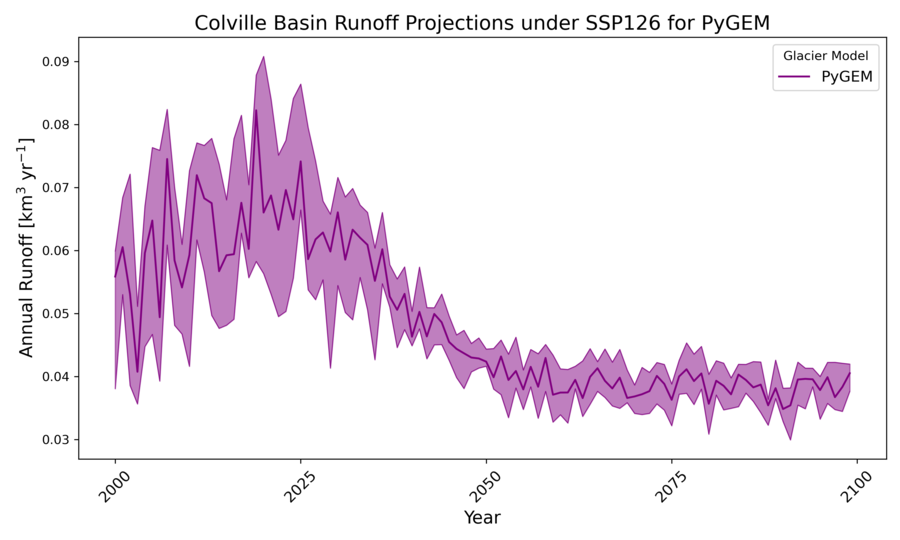 Colville Basin Runoff Projections under SSP126 for PyGEM
Glacier Model
PyGEM
Annual Runoff [km³ yr⁻¹]
0.09
0.08
0.07
0.06
0.05
0.04
0.03
2000
2025
2050
2075
2100
Year